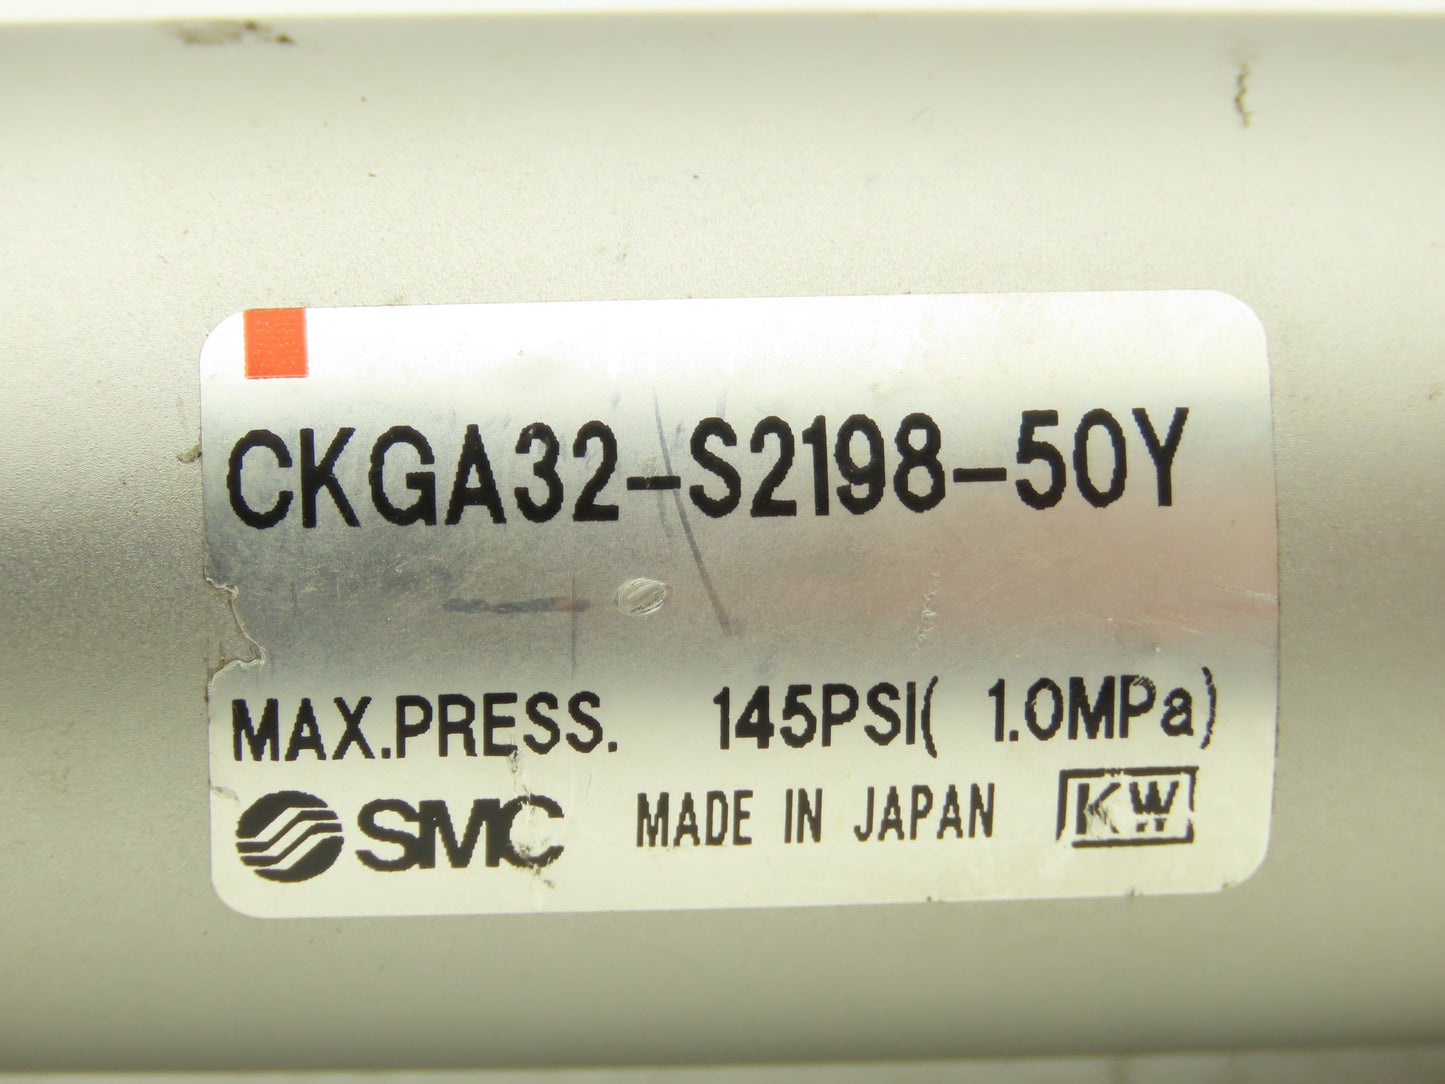 CKGA32-S2198-50Y
MAX.PRESS. 145PSI( 1.0MPa)
SMC MADE IN JAPAN KW